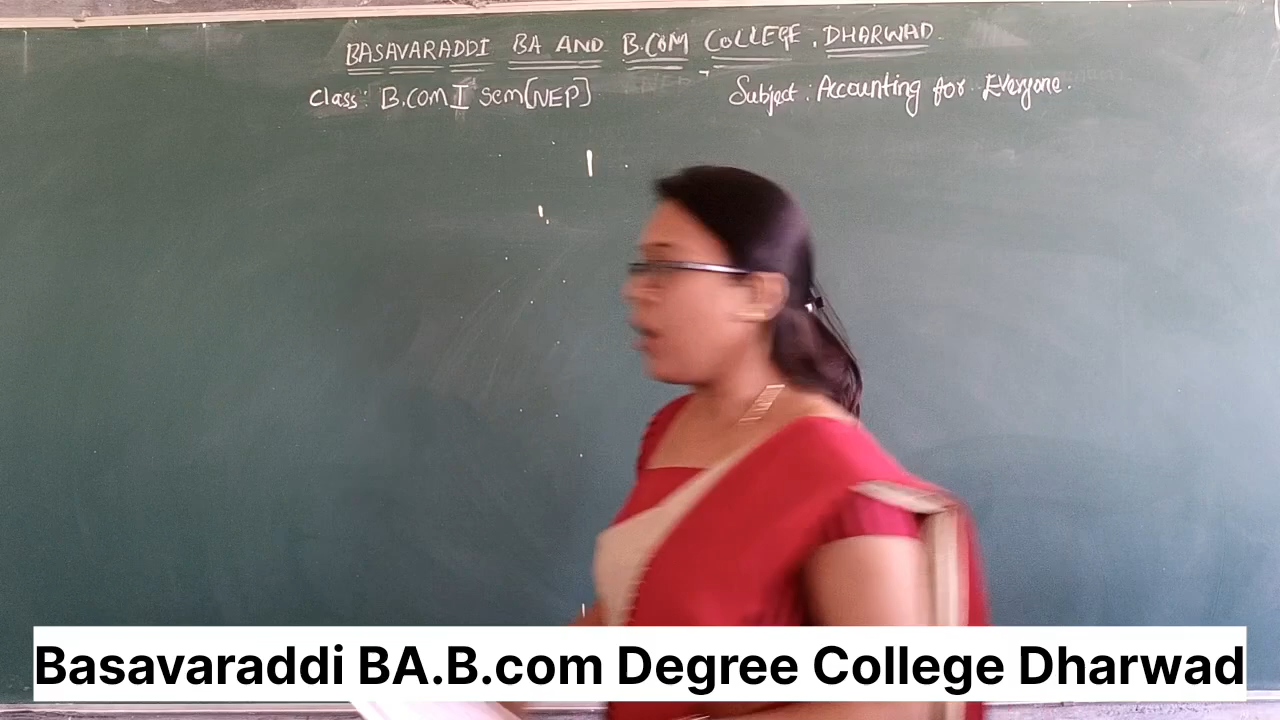 BASAVARADDI BA AND B.COM COLLEGE, DHARWAD.
Class: B.COM I Sem[NEP] Subject: Accounting for Everyone.
Basavaraddi BA.B.com Degree College Dharwad